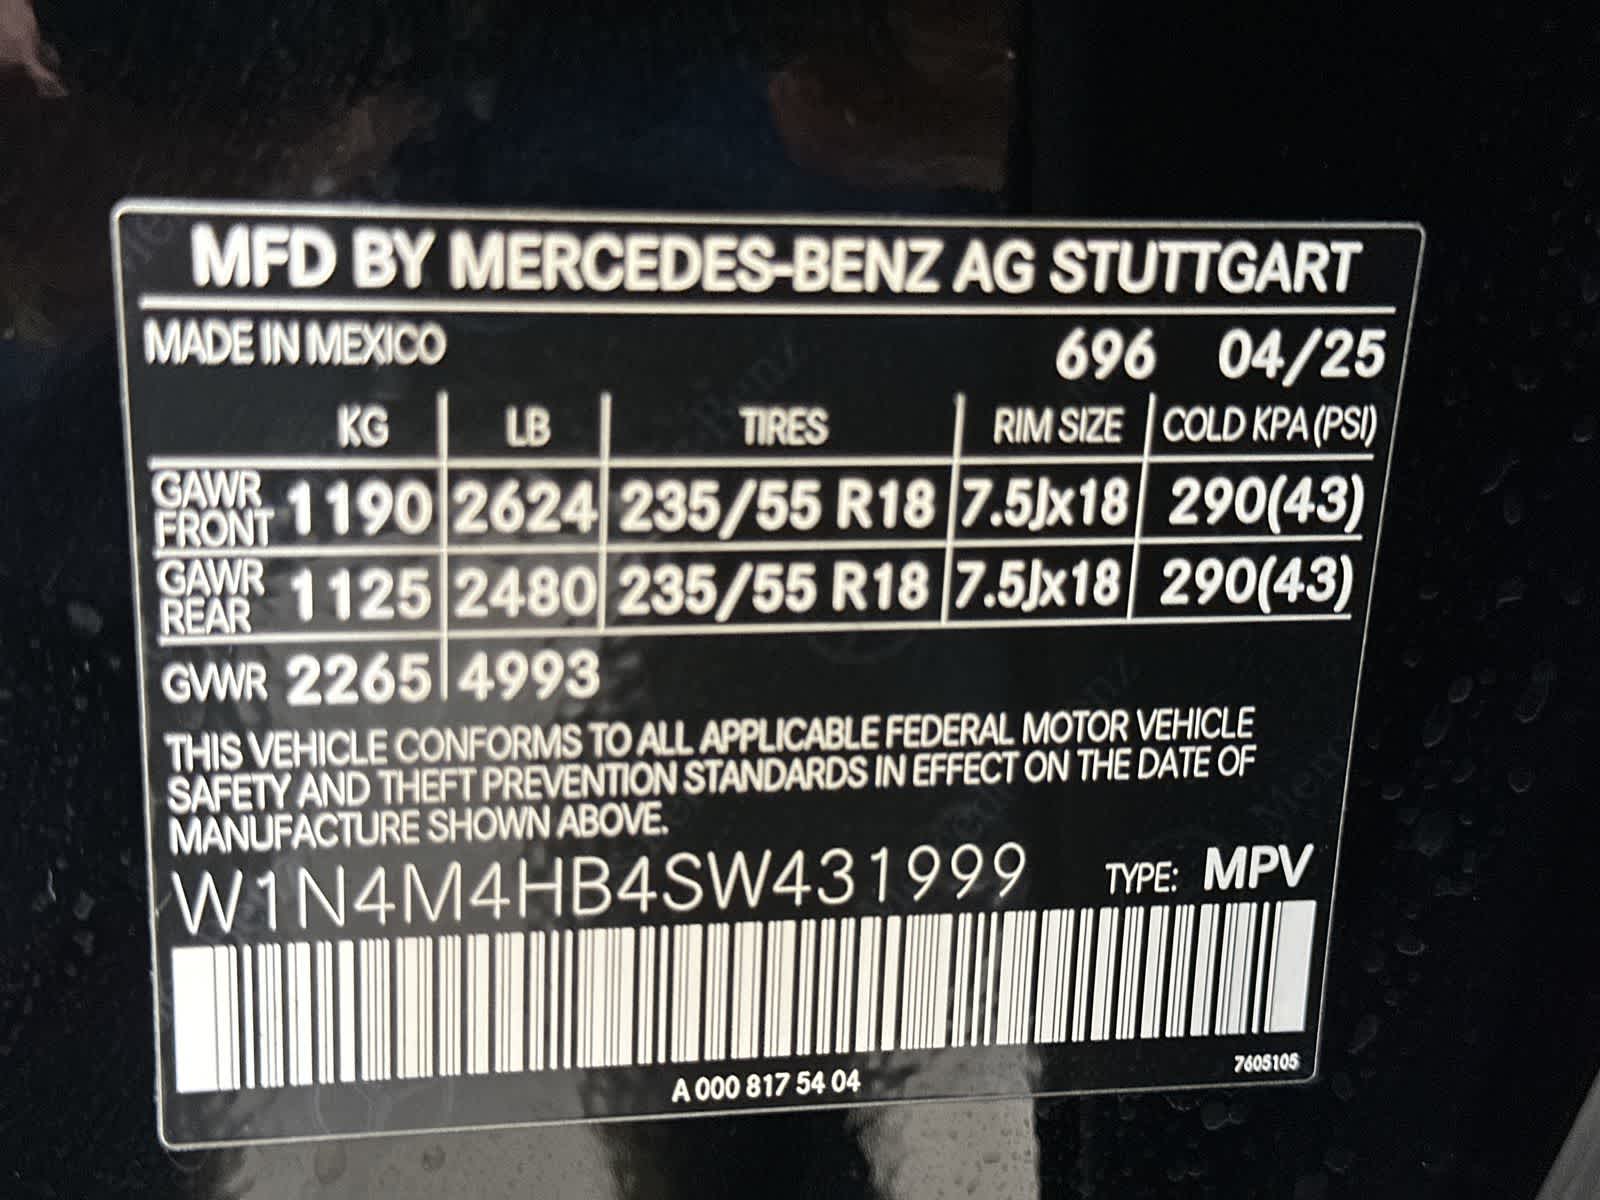 MFD BY MERCEDES-BENZ AG STUTTGART
MADE IN MEXICO 696 04/25
KG LB TIRES RIM SIZE COLD KPA (PSI)
GAWR FRONT 1190 2624 235/55 R18 7.5Jx18 290(43)
GAWR REAR 1125 2480 235/55 R18 7.5Jx18 290(43)
GVWR 2265 4993
THIS VEHICLE CONFORMS TO ALL APPLICABLE FEDERAL MOTOR VEHICLE
SAFETY AND THEFT PREVENTION STANDARDS IN EFFECT ON THE DATE OF
MANUFACTURE SHOWN ABOVE.
W1N4M4HB4SW431999 TYPE: MPV
7605105
A 000 817 54 04